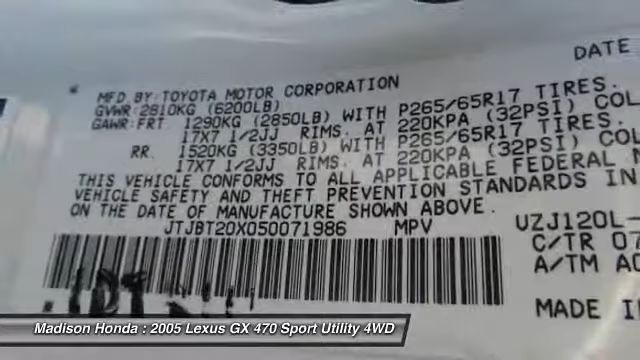 DATE
MFD BY: TOYOTA MOTOR CORPORATION
GVWR: 2810KG (6200LB)
GAWR: FRT. 1290KG (2850LB) WITH P265/65R17 TIRES.
17X7 1/2JJ RIMS. AT 220KPA (32PSI) COL
RR. 1520KG (3350LB) WITH P265/65R17 TIRES.
17X7 1/2JJ RIMS. AT 220KPA (32PSI) COL
THIS VEHICLE CONFORMS TO ALL APPLICABLE FEDERAL M
VEHICLE SAFETY AND THEFT PREVENTION STANDARDS IN
ON THE DATE OF MANUFACTURE SHOWN ABOVE.
JTJBT20X050071986 MPV UZJ120L-
C/TR 07
A/TM A0
MADE I
Madison Honda : 2005 Lexus GX 470 Sport Utility 4WD